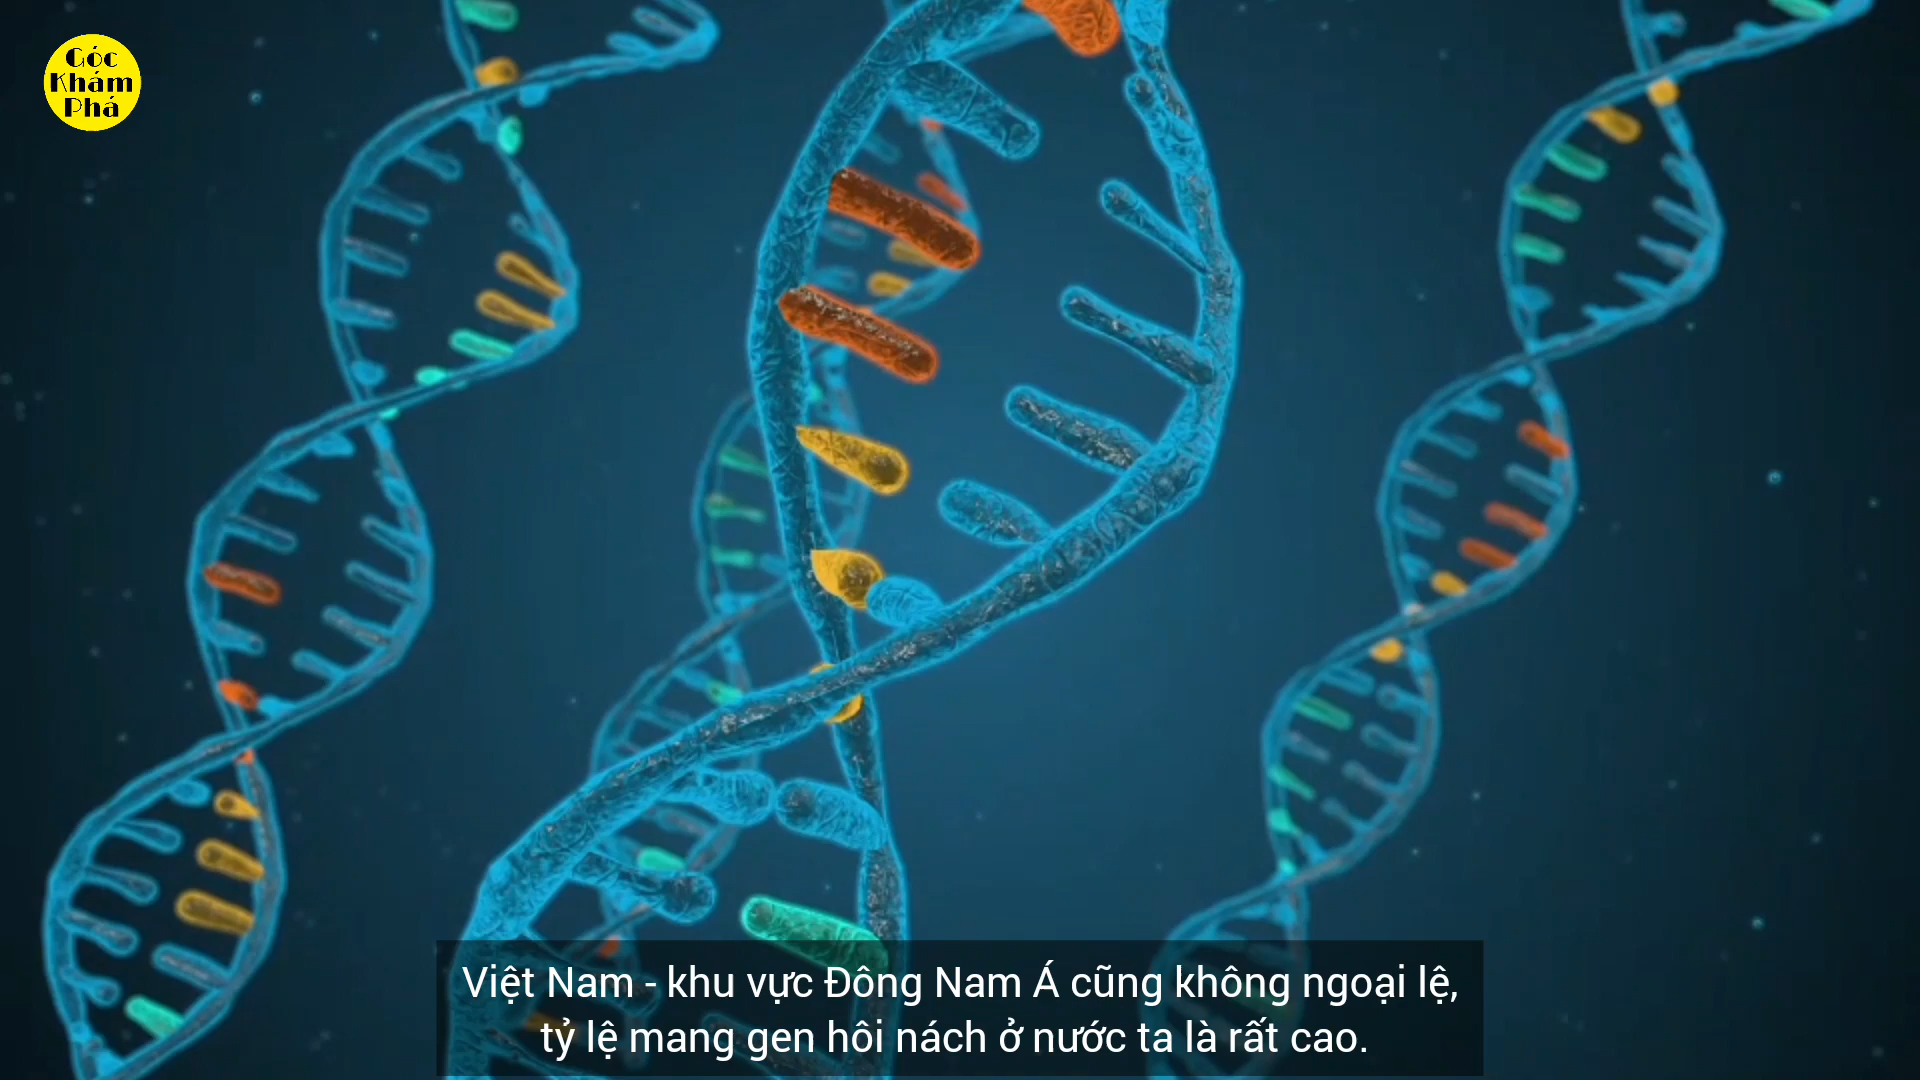 Góc
Khám
Phá
Việt Nam - khu vực Đông Nam Á cũng không ngoại lệ,
tỷ lệ mang gen hôi nách ở nước ta là rất cao.